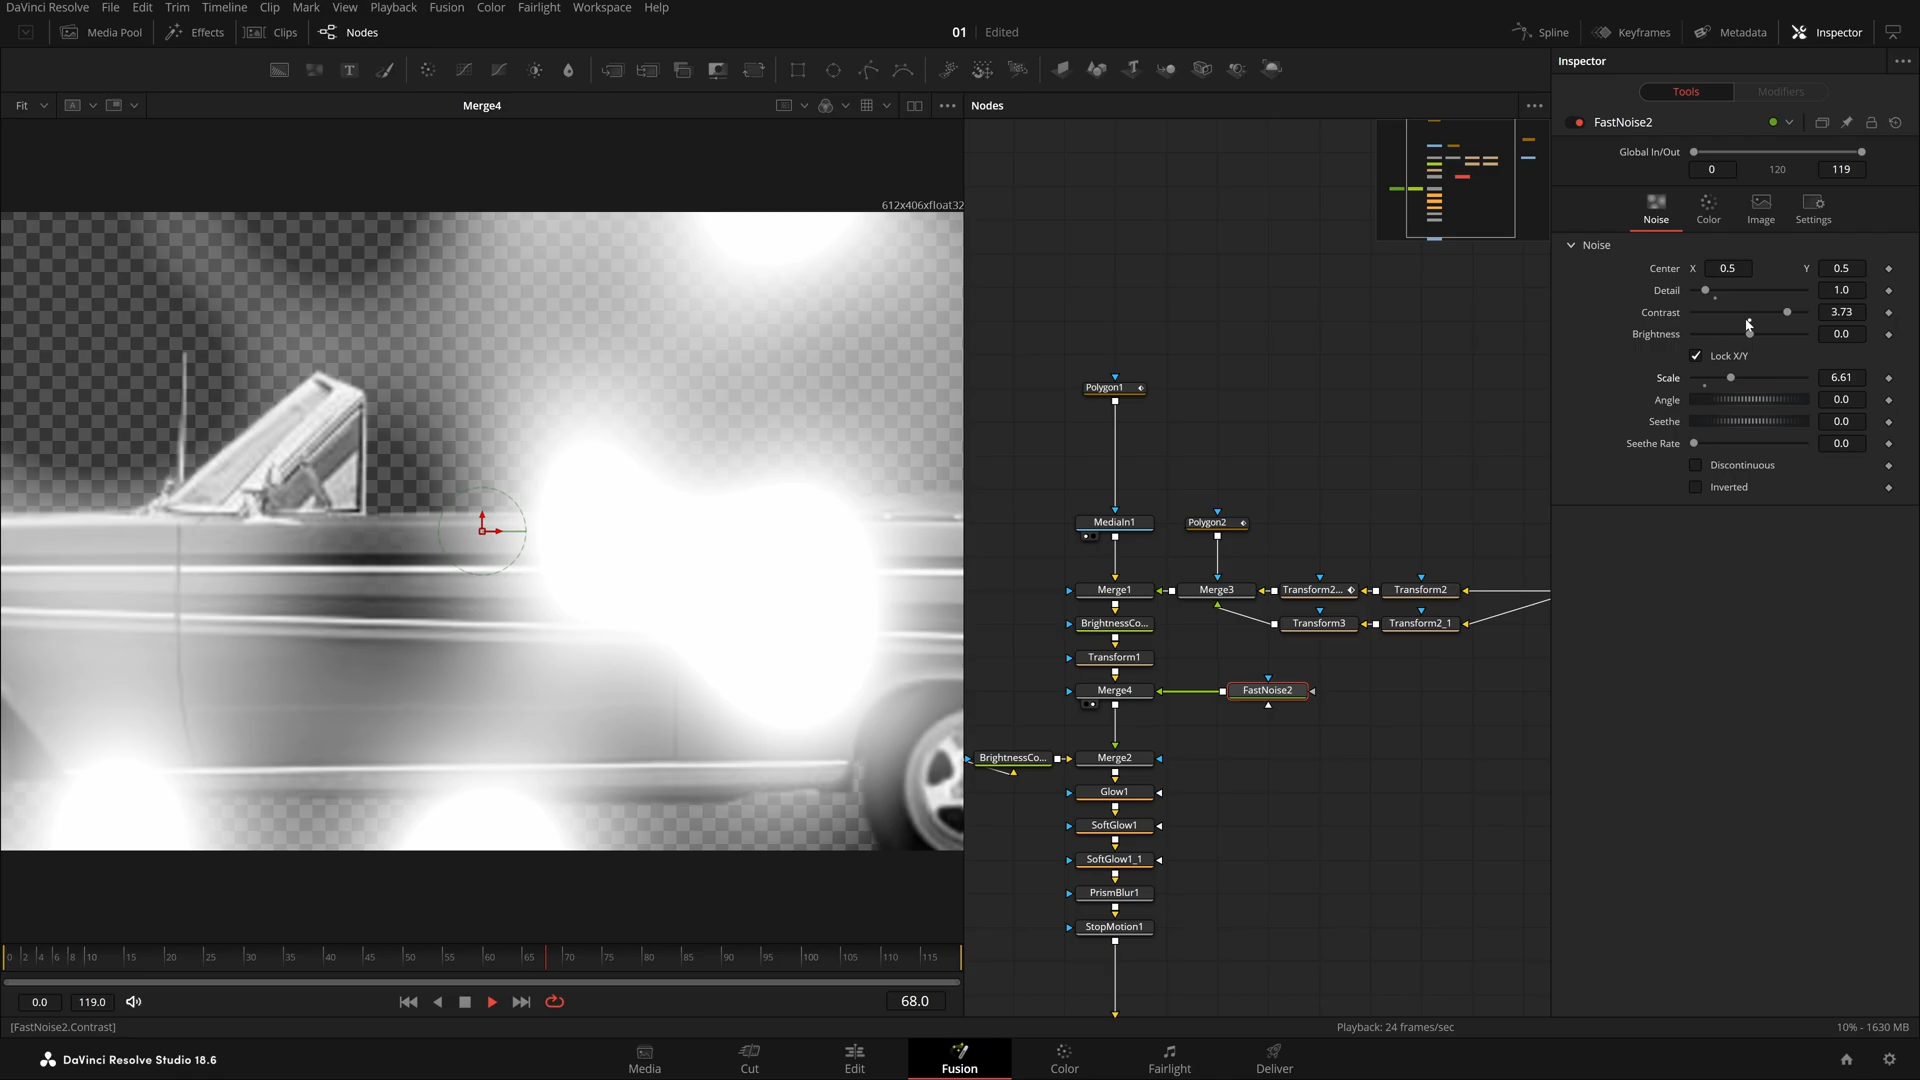 DaVinci Resolve File Edit Trim Timeline Clip Mark View Playback Fusion Color Fairlight Workspace Help
Media Pool Effects Clips Nodes 01 Edited Spline Keyframes Metadata Inspector
Inspector
Fit A Merge4 Nodes
Tools Modifiers
FastNoise2
Global In/Out
0 120 119
612x406xfloat32
Noise Color Image Settings
Noise
Center X 0.5 Y 0.5
Detail 1.0
Contrast 3.73
Brightness 0.0
Lock X/Y
Scale 6.61
Angle 0.0
Seethe 0.0
Seethe Rate 0.0
Discontinuous
Inverted
Polygon1
MediaIn1 Polygon2
Merge1 Merge3 Transform2... Transform2
BrightnessCo... Transform3 Transform2_1
Transform1
Merge4 FastNoise2
BrightnessCo... Merge2
Glow1
SoftGlow1
SoftGlow1_1
PrismBlur1
StopMotion1
0 2 4 6 8 10 15 20 25 30 35 40 45 50 55 60 65 70 75 80 85 90 95 100 105 110 115
0.0 119.0 68.0
[FastNoise2.Contrast] Playback: 24 frames/sec 10% - 1630 MB
DaVinci Resolve Studio 18.6
Media Cut Edit Fusion Color Fairlight Deliver